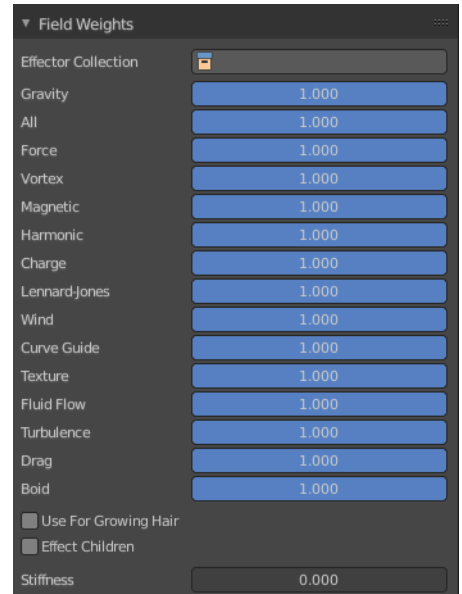 Field Weights
Effector Collection
Gravity 1.000
All 1.000
Force 1.000
Vortex 1.000
Magnetic 1.000
Harmonic 1.000
Charge 1.000
Lennard-Jones 1.000
Wind 1.000
Curve Guide 1.000
Texture 1.000
Fluid Flow 1.000
Turbulence 1.000
Drag 1.000
Boid 1.000
Use For Growing Hair
Effect Children
Stiffness 0.000